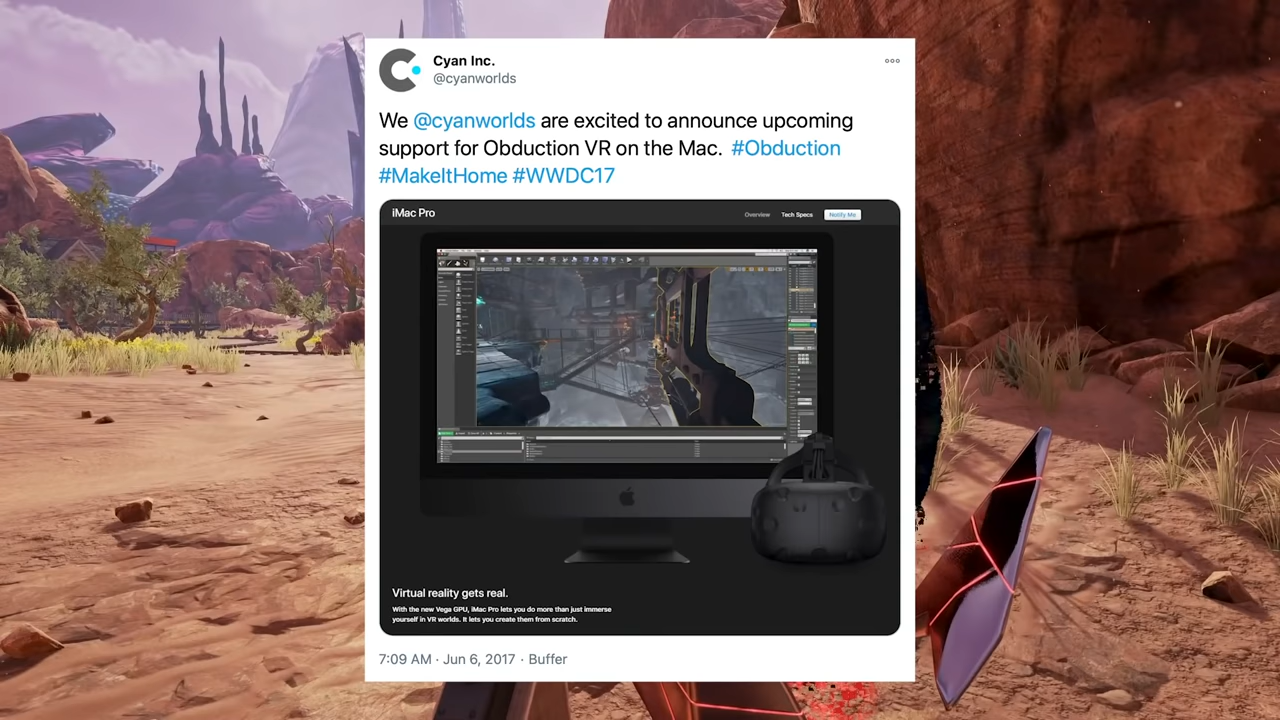 Cyan Inc.
@cyanworlds
We @cyanworlds are excited to announce upcoming
support for Obduction VR on the Mac. #Obduction
#MakeItHome #WWDC17
iMac Pro
Overview Tech Specs Notify Me
Virtual reality gets real.
With the new Vega GPU, iMac Pro lets you do more than just immerse
yourself in VR worlds. It lets you create them from scratch.
7:09 AM · Jun 6, 2017 · Buffer